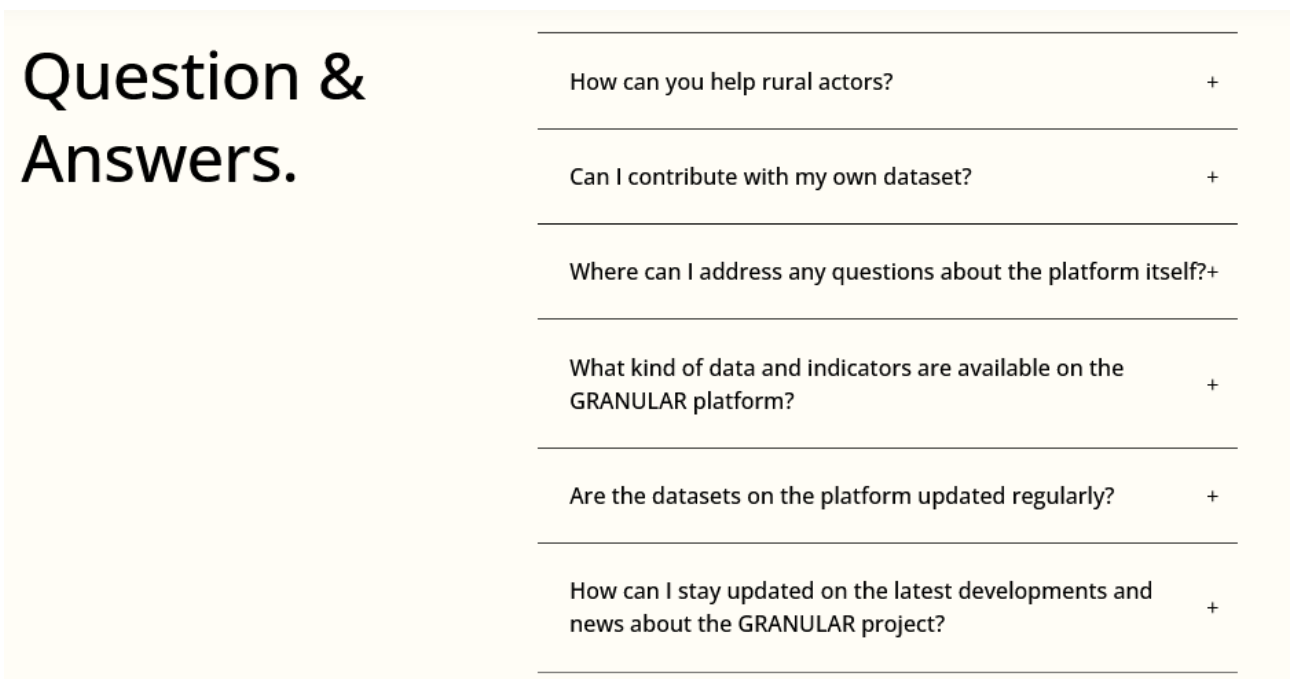 Question &
Answers.
How can you help rural actors? +
Can I contribute with my own dataset? +
Where can I address any questions about the platform itself?+
What kind of data and indicators are available on the
GRANULAR platform? +
Are the datasets on the platform updated regularly? +
How can I stay updated on the latest developments and
news about the GRANULAR project? +